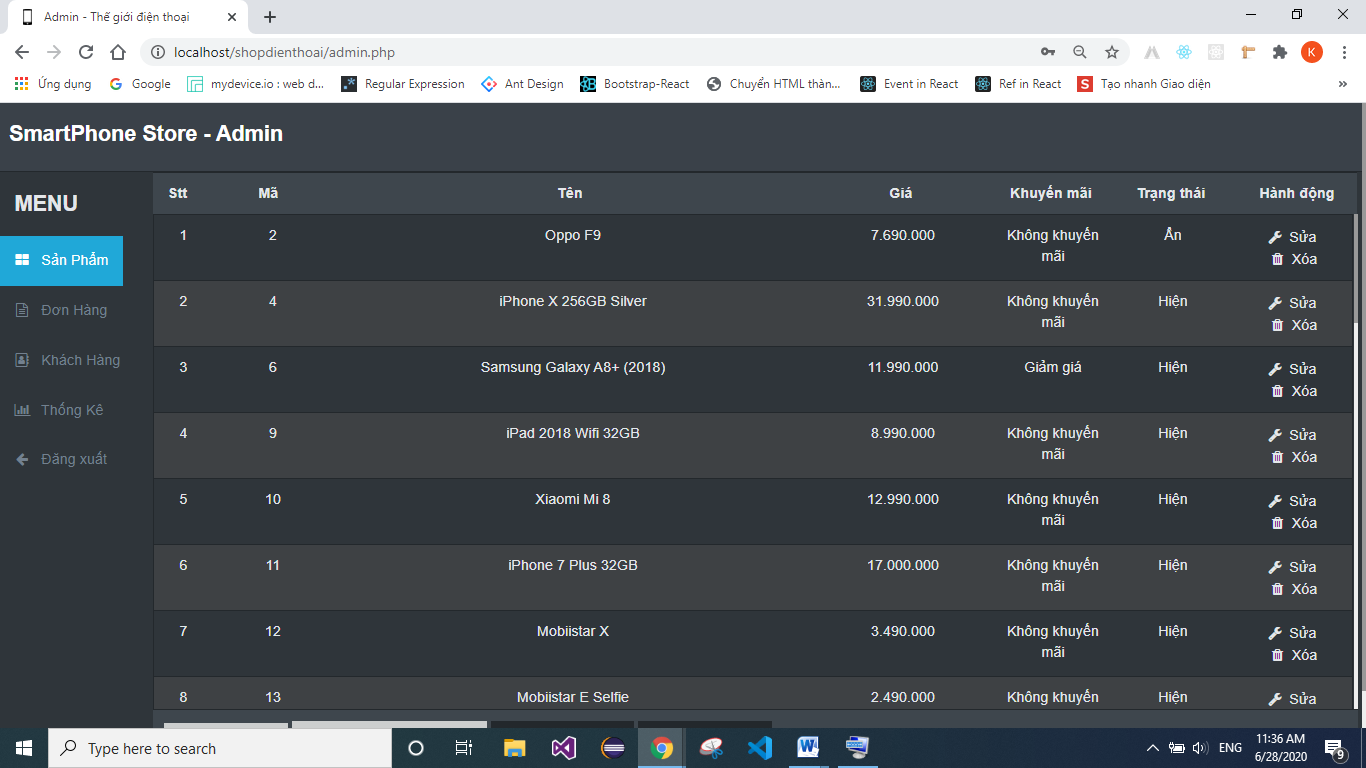 Admin - Thế giới điện thoại
localhost/shopdienthoai/admin.php
K
Ứng dụng Google mydevice.io : web d... Regular Expression Ant Design Bootstrap-React Chuyển HTML thàn... Event in React Ref in React Tạo nhanh Giao diện »
SmartPhone Store - Admin
MENU
Sản Phẩm
Đơn Hàng
Khách Hàng
Thống Kê
Đăng xuất
Stt Mã Tên Giá Khuyến mãi Trạng thái Hành động
1 2 Oppo F9 7.690.000 Không khuyến Ẩn Sửa
mãi Xóa
2 4 iPhone X 256GB Silver 31.990.000 Không khuyến Hiện Sửa
mãi Xóa
3 6 Samsung Galaxy A8+ (2018) 11.990.000 Giảm giá Hiện Sửa
Xóa
4 9 iPad 2018 Wifi 32GB 8.990.000 Không khuyến Hiện Sửa
mãi Xóa
5 10 Xiaomi Mi 8 12.990.000 Không khuyến Hiện Sửa
mãi Xóa
6 11 iPhone 7 Plus 32GB 17.000.000 Không khuyến Hiện Sửa
mãi Xóa
7 12 Mobiistar X 3.490.000 Không khuyến Hiện Sửa
mãi Xóa
8 13 Mobiistar E Selfie 2.490.000 Không khuyến Hiện Sửa
Type here to search
ENG
11:36 AM
6/28/2020
9